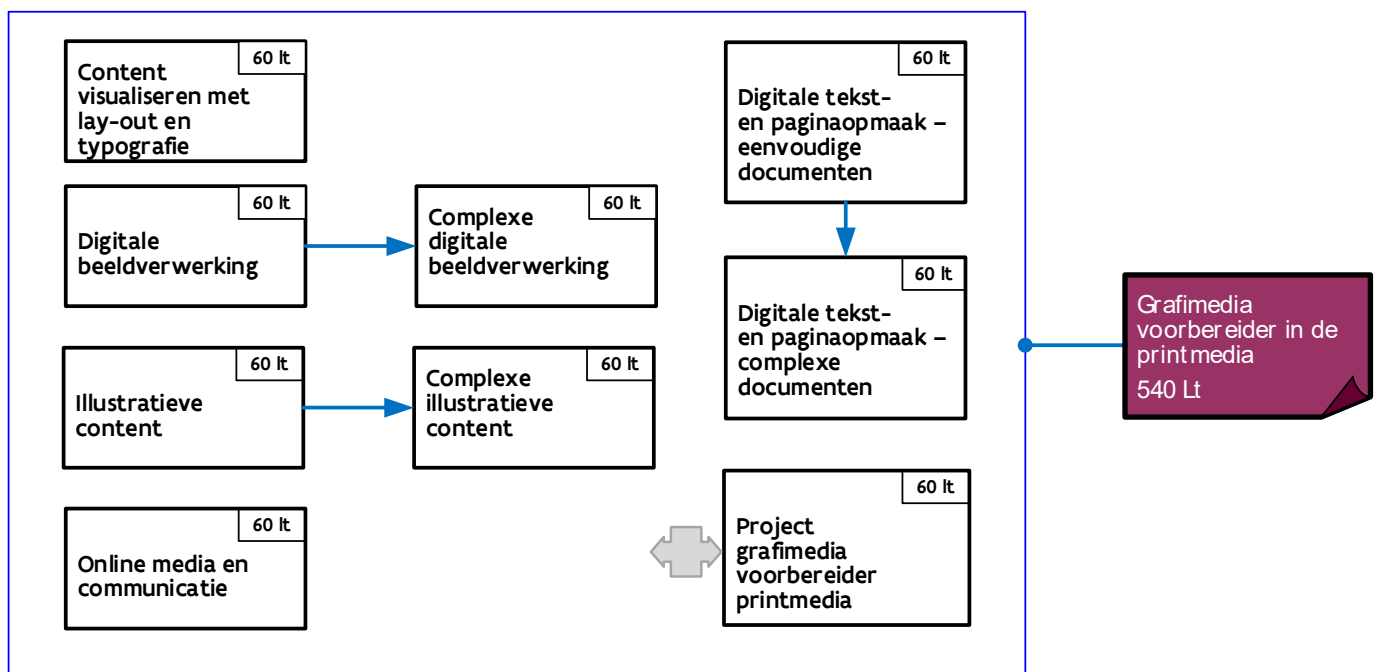 60 lt
Content
visualiseren met
lay-out en
typografie
60 lt
Digitale
beeldverwerking
60 lt
Complexe
digitale
beeldverwerking
60 lt
Illustratieve
content
60 lt
Complexe
illustratieve
content
60 lt
Online media en
communicatie
60 lt
Digitale tekst-
en paginaopmaak –
eenvoudige
documenten
60 lt
Digitale tekst-
en paginaopmaak –
complexe
documenten
60 lt
Project
grafimedia
voorbereider
printmedia
Grafimedia
voorbereider in de
printmedia
540 Lt